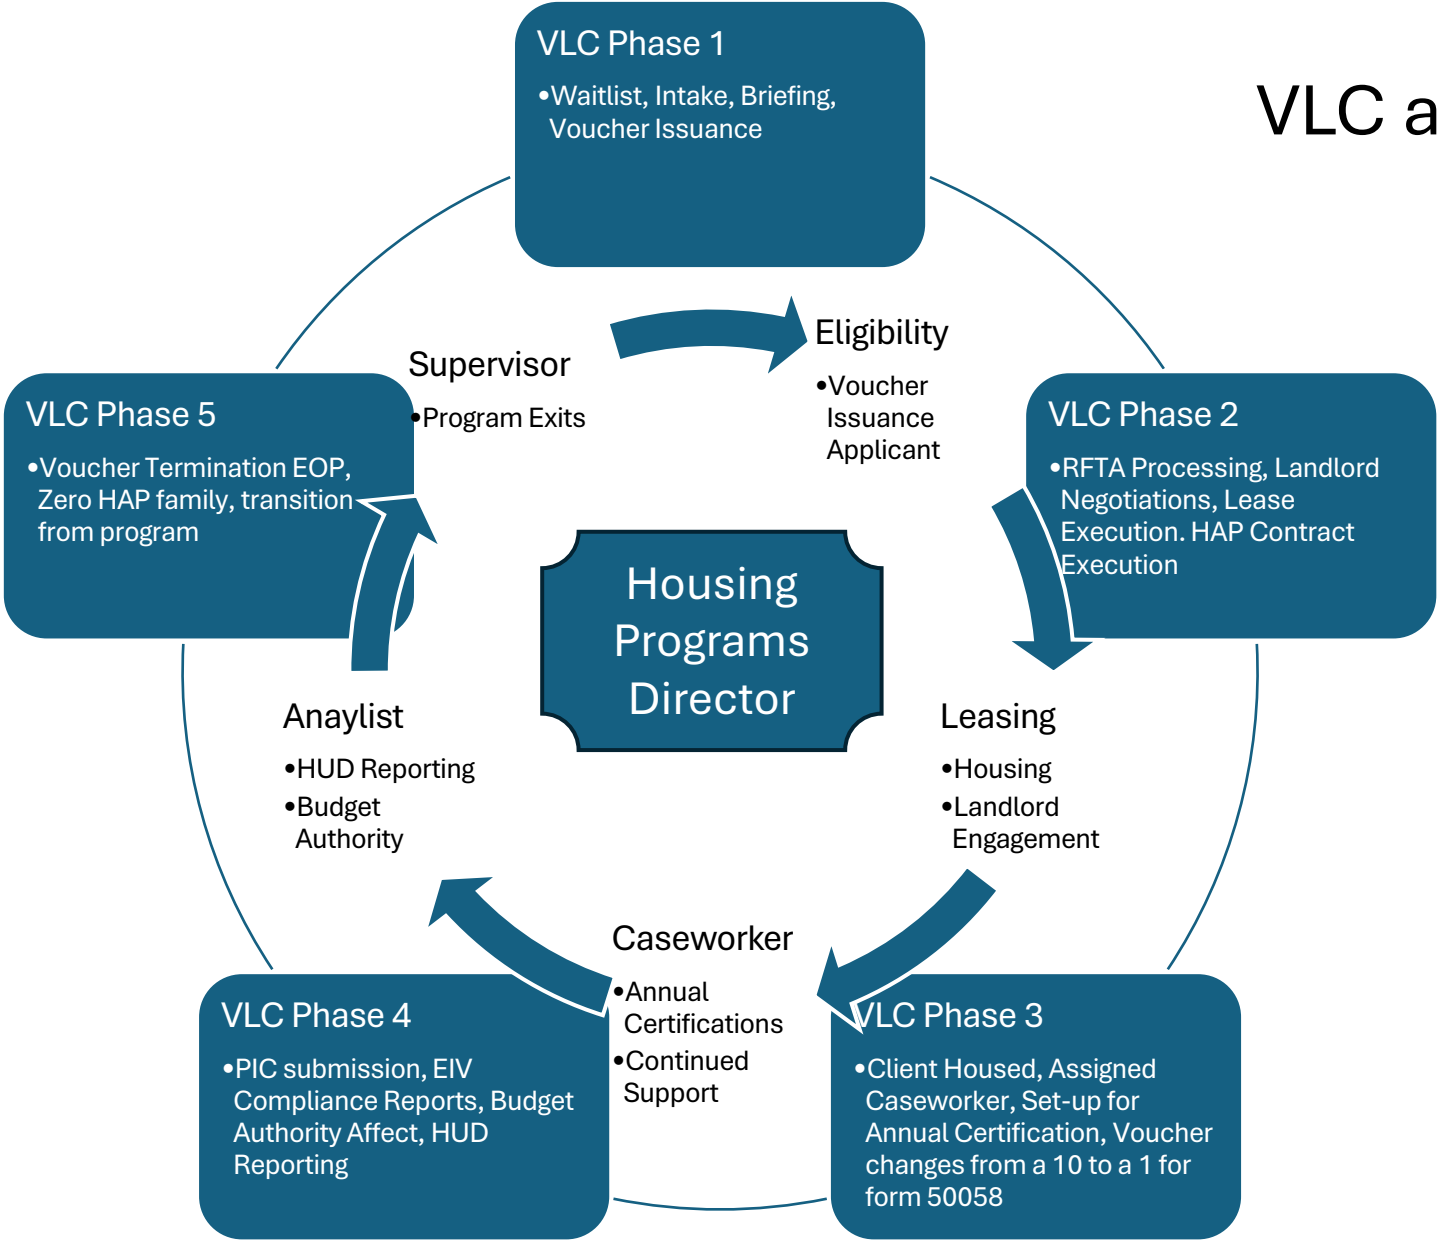 VLC Phase 1
•Waitlist, Intake, Briefing,
Voucher Issuance
VLC a
Supervisor
•Program Exits
Eligibility
•Voucher
Issuance
Applicant
VLC Phase 5
•Voucher Termination EOP,
Zero HAP family, transition
from program
VLC Phase 2
•RFTA Processing, Landlord
Negotiations, Lease
Execution. HAP Contract
Execution
Housing
Programs
Director
Anaylist
•HUD Reporting
•Budget
Authority
Leasing
•Housing
•Landlord
Engagement
Caseworker
•Annual
Certifications
•Continued
Support
VLC Phase 4
•PIC submission, EIV
Compliance Reports, Budget
Authority Affect, HUD
Reporting
VLC Phase 3
•Client Housed, Assigned
Caseworker, Set-up for
Annual Certification, Voucher
changes from a 10 to a 1 for
form 50058